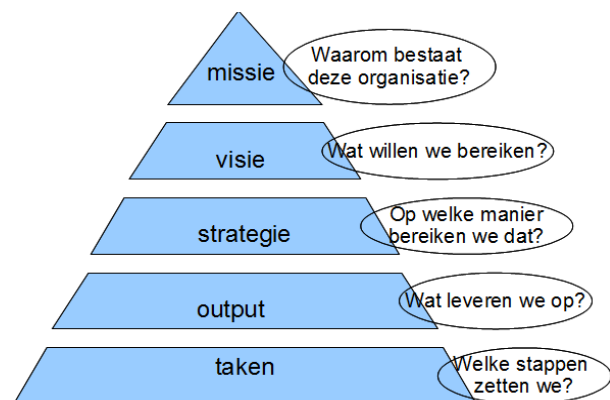 missie
Waarom bestaat
deze organisatie?
visie
Wat willen we bereiken?
strategie
Op welke manier
bereiken we dat?
output
Wat leveren we op?
taken
Welke stappen
zetten we?